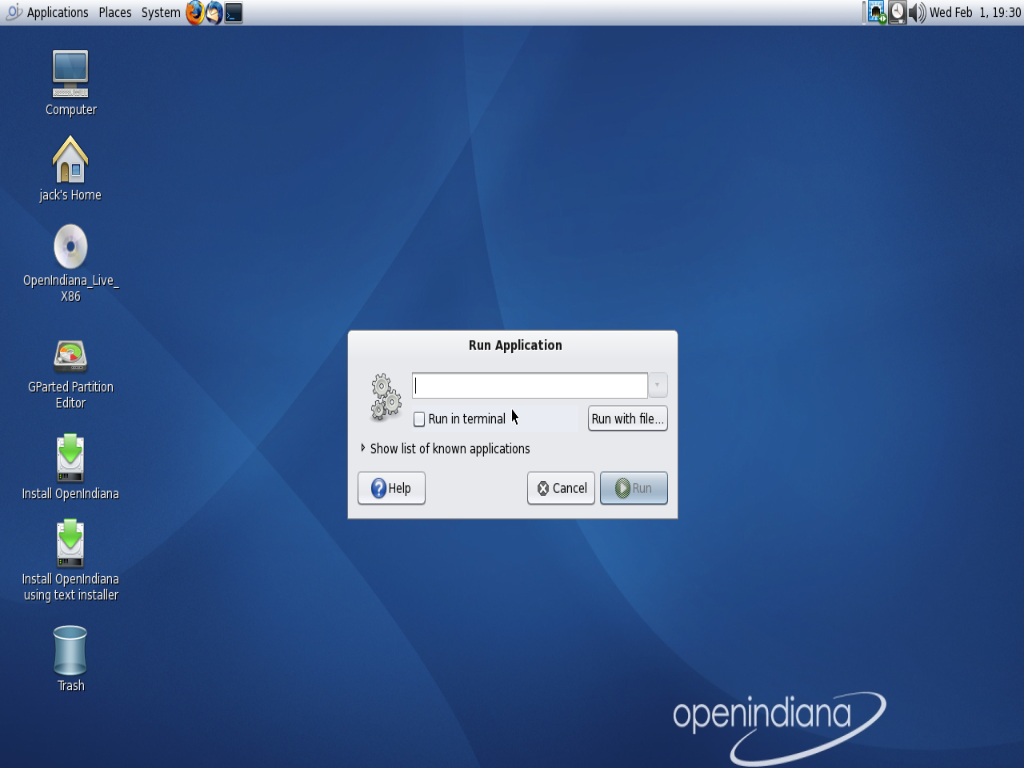 Applications Places System Wed Feb 1, 19:30
Computer
jack's Home
OpenIndiana_Live_
X86
GParted Partition
Editor
Install OpenIndiana
Install OpenIndiana
using text installer
Trash
Run Application
Run in terminal Run with file...
Show list of known applications
Help Cancel Run
openindiana